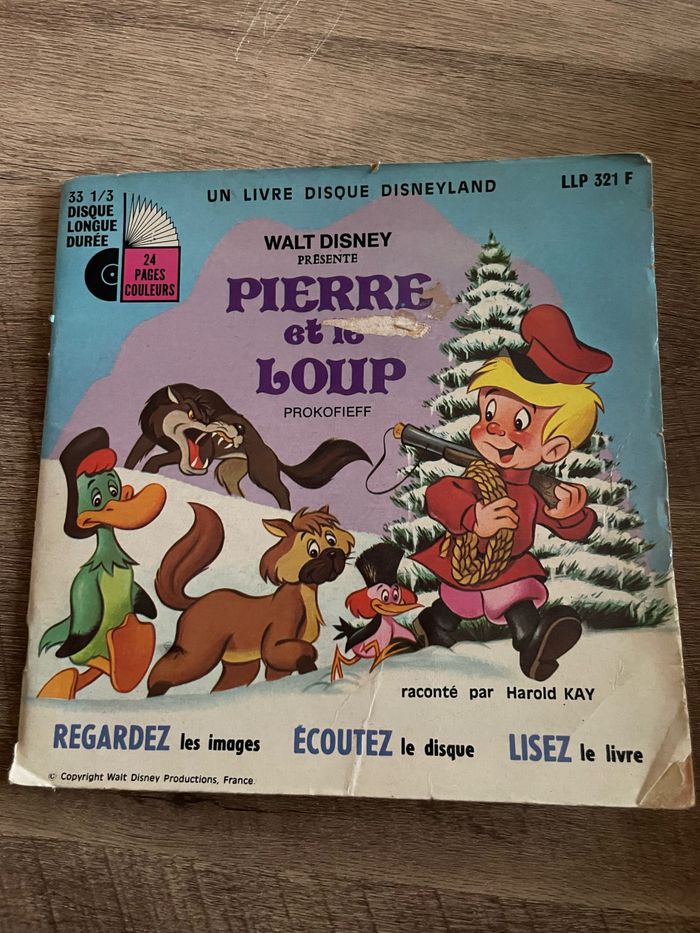 33 1/3
DISQUE
LONGUE
DURÉE
24
PAGES
COULEURS
UN LIVRE DISQUE DISNEYLAND
LLP 321 F
WALT DISNEY
PRÉSENTE
PIERRE
et le
LOUP
PROKOFIEFF
raconté par Harold KAY
REGARDEZ les images ÉCOUTEZ le disque LISEZ le livre
© Copyright Walt Disney Productions, France.